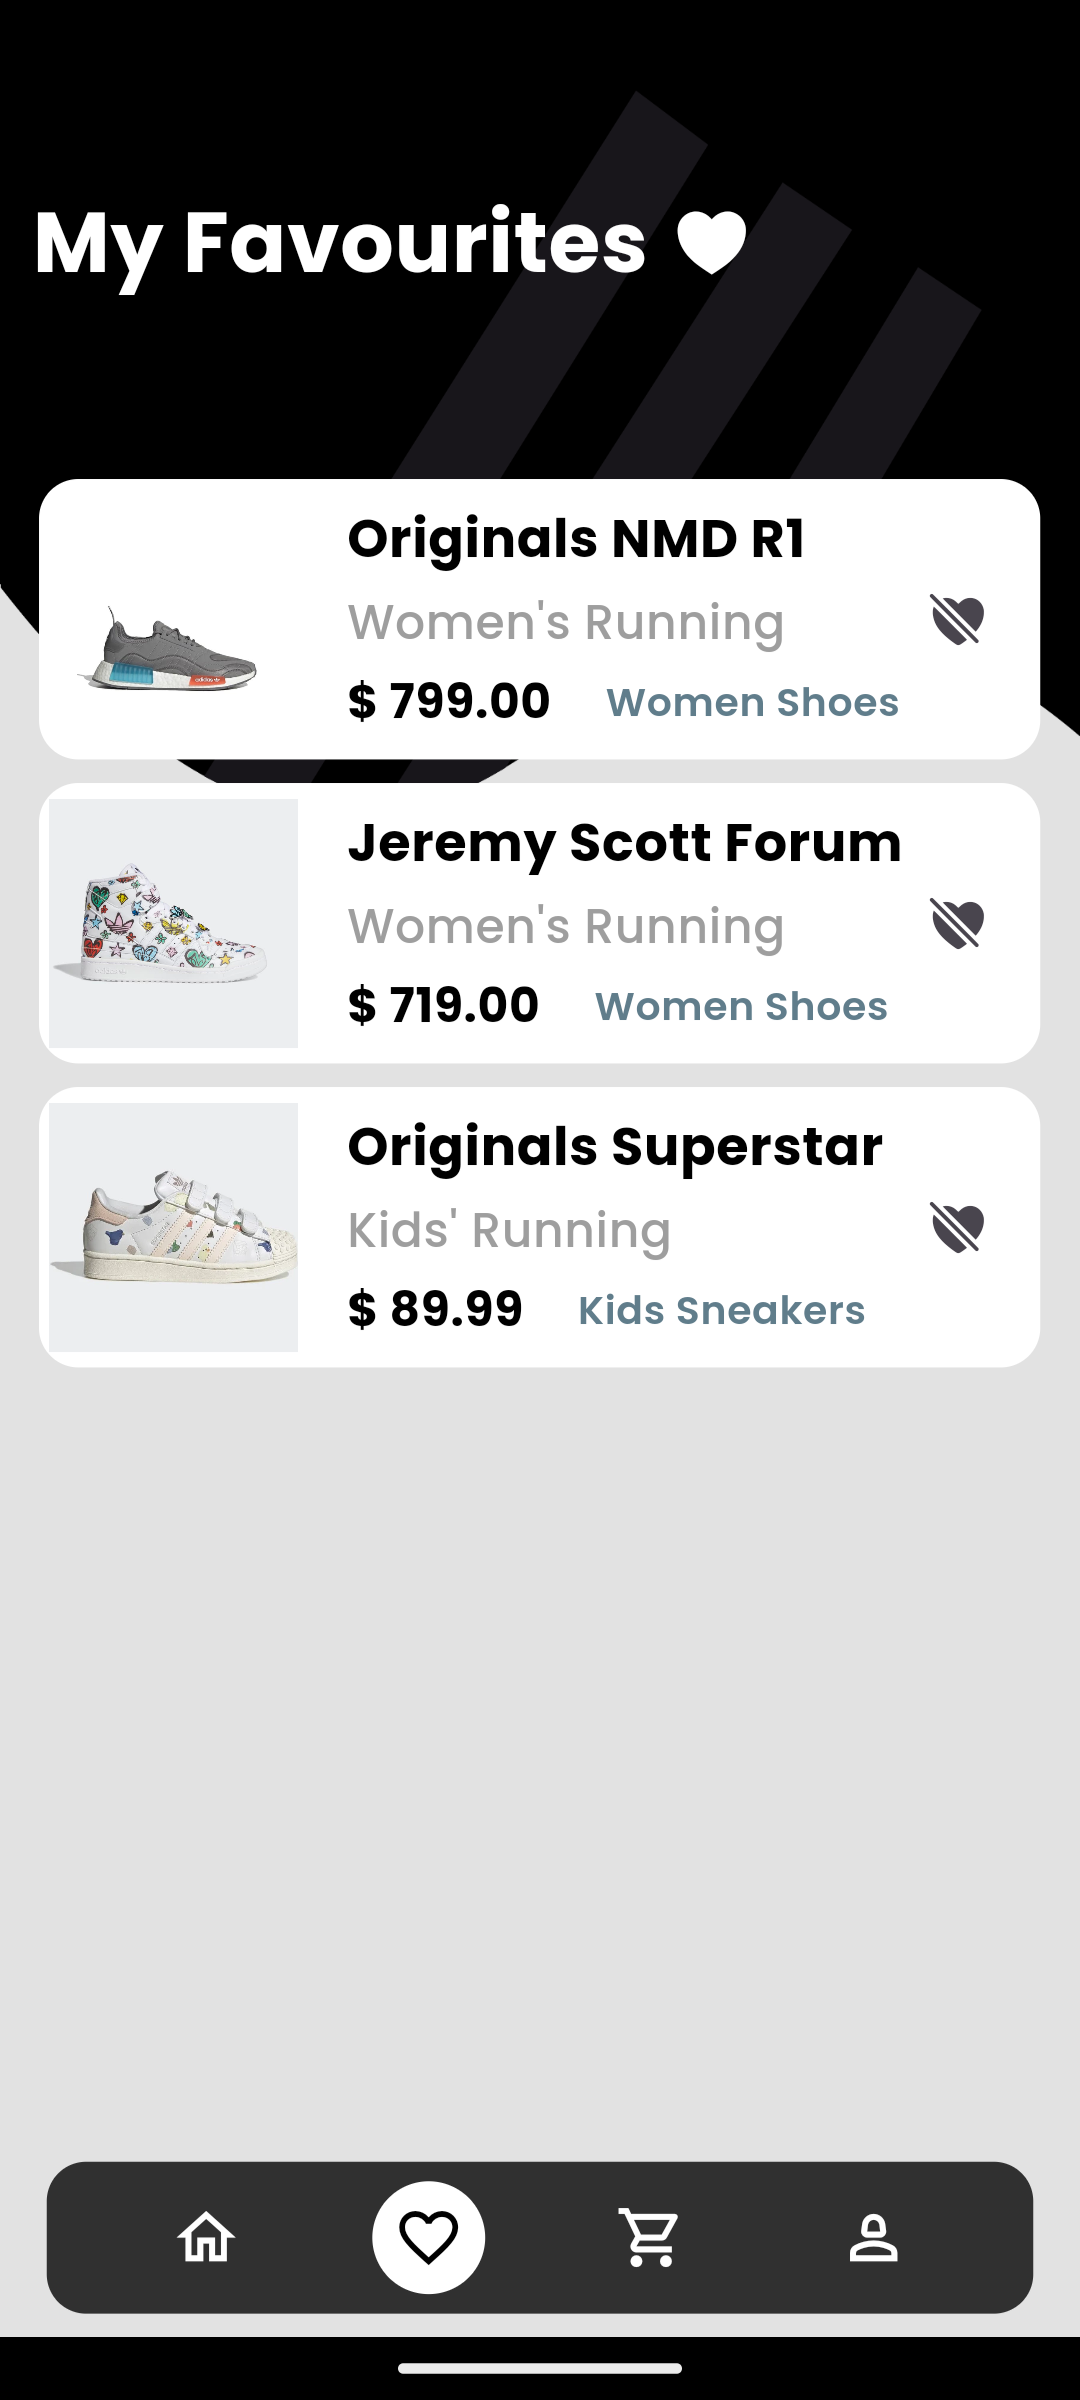 My Favourites
Originals NMD R1
Women's Running
$ 799.00 Women Shoes
adidas
Jeremy Scott Forum
Women's Running
$ 719.00 Women Shoes
Originals Superstar
Kids' Running
$ 89.99 Kids Sneakers